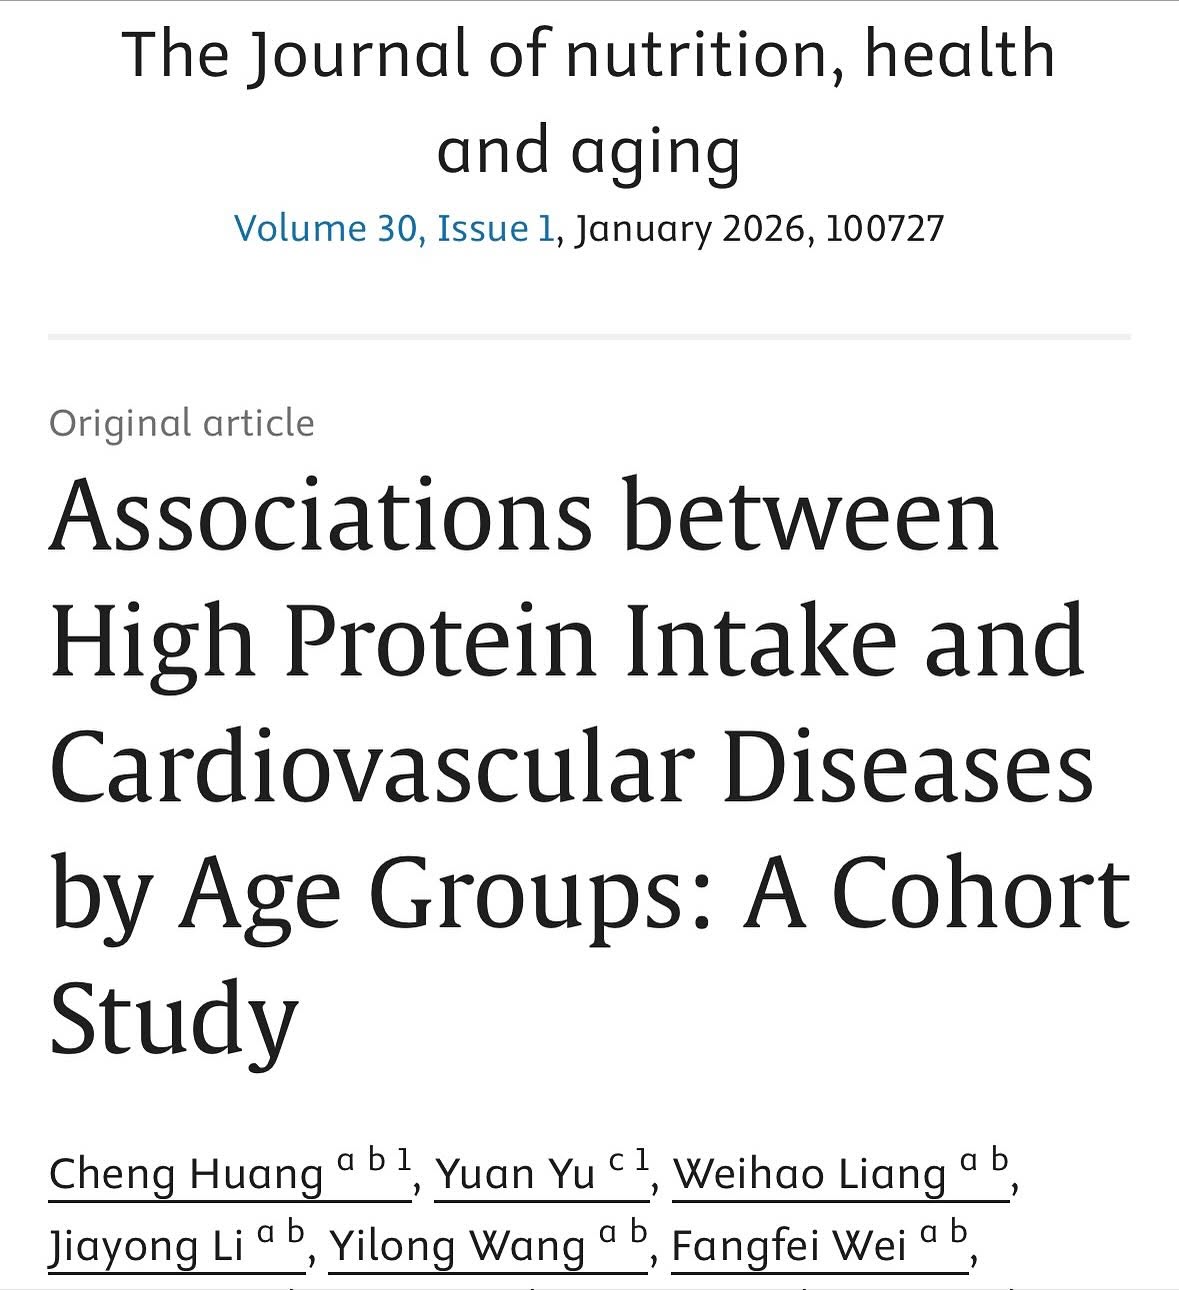 The Journal of nutrition, health
and aging
Volume 30, Issue 1, January 2026, 100727
Original article
Associations between
High Protein Intake and
Cardiovascular Diseases
by Age Groups: A Cohort
Study
Cheng Huang a b 1, Yuan Yu c 1, Weihao Liang a b,
Jiayong Li a b, Yilong Wang a b, Fangfei Wei a b,